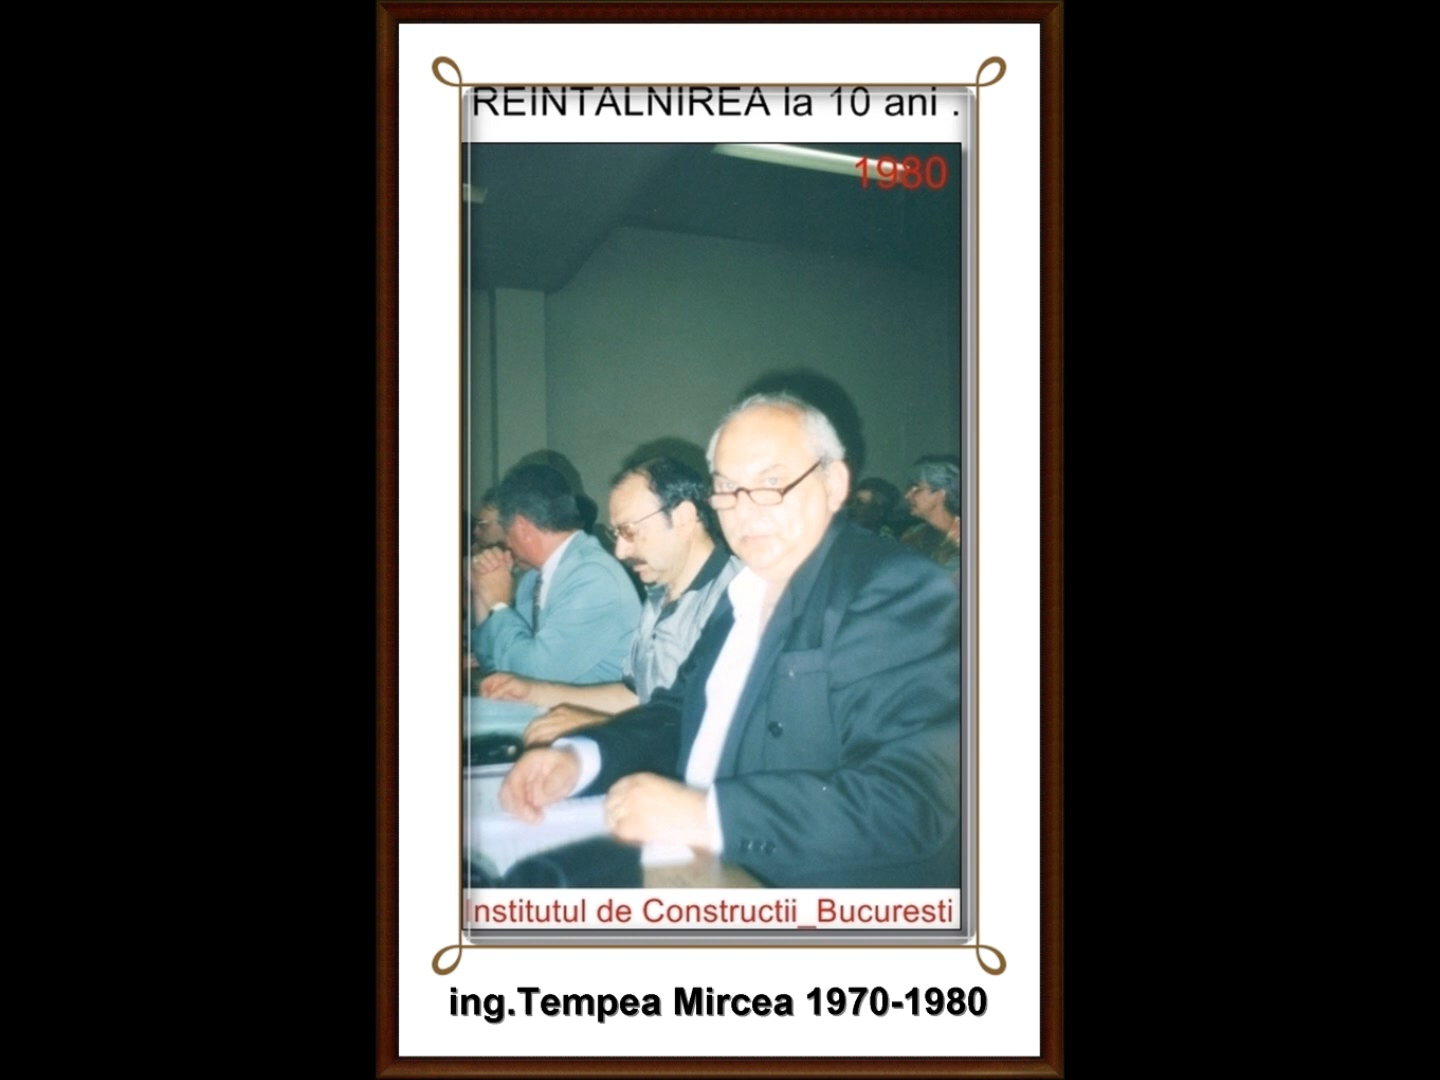 REINTALNIREA la 10 ani .
1980
Institutul de Constructii_Bucuresti
ing.Tempea Mircea 1970-1980